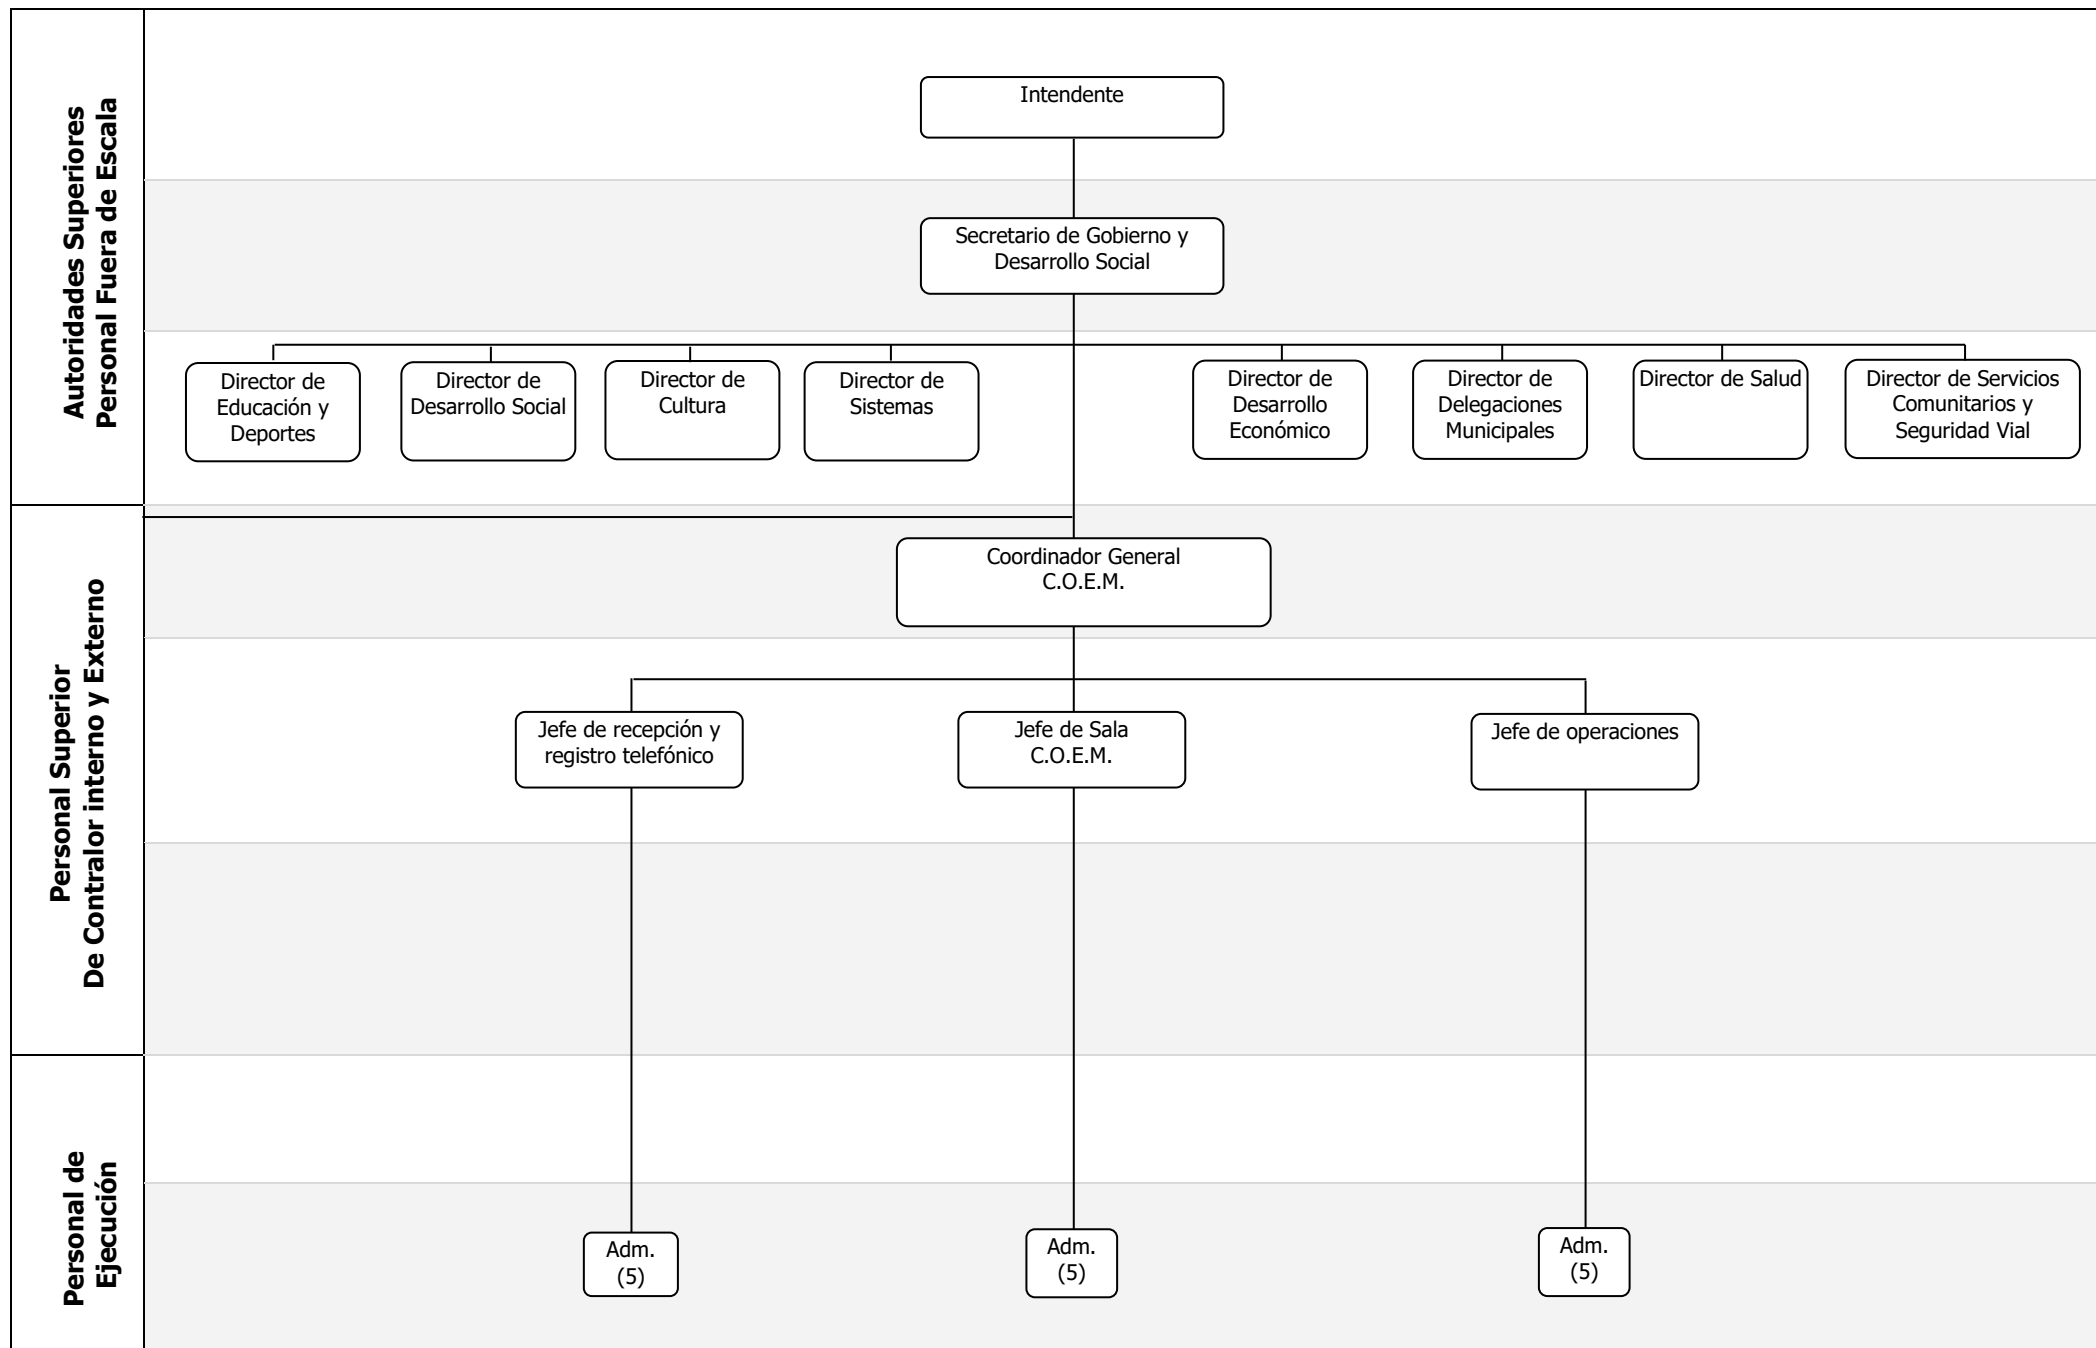 Autoridades Superiores
Personal Fuera de Escala
Intendente
Secretario de Gobierno y
Desarrollo Social
Director de
Educación y
Deportes
Director de
Desarrollo Social
Director de
Cultura
Director de
Sistemas
Director de
Desarrollo
Económico
Director de
Delegaciones
Municipales
Director de Salud
Director de Servicios
Comunitarios y
Seguridad Vial
Personal Superior
De Contralor interno y Externo
Coordinador General
C.O.E.M.
Jefe de recepción y
registro telefónico
Jefe de Sala
C.O.E.M.
Jefe de operaciones
Personal de
Ejecución
Adm.
(5)
Adm.
(5)
Adm.
(5)